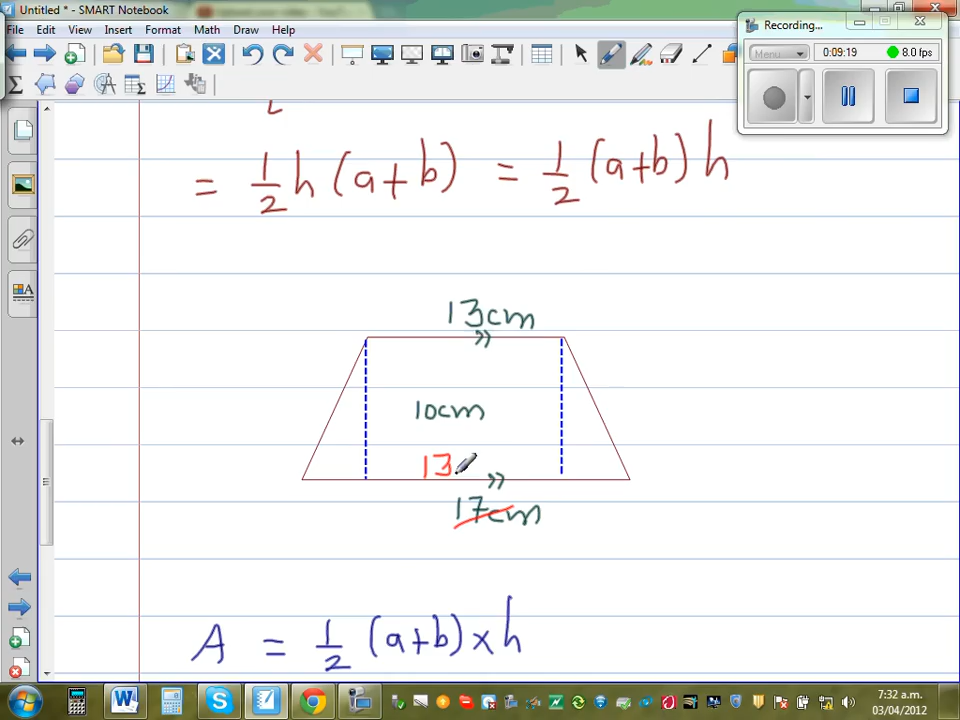 Untitled * - SMART Notebook
File Edit View Insert Format Math Draw Help
Recording...
Menu 0:09:19 8.0 fps
Σ
2
= 1/2 h (a+b) = 1/2 (a+b) h
13cm
10cm
13
17cm
A = 1/2 (a+b) × h
7:32 a.m.
03/04/2012